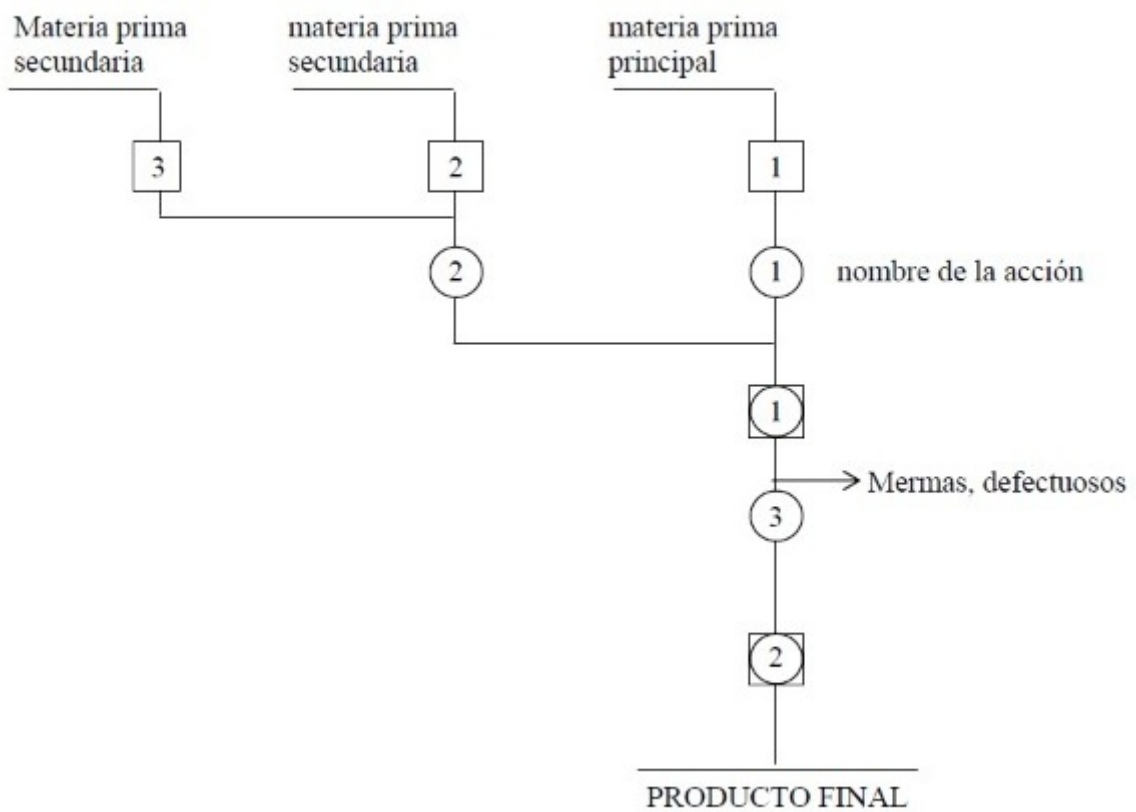 Materia prima
secundaria
materia prima
secundaria
materia prima
principal
3
2
1
2
1
nombre de la acción
1
Mermas, defectuosos
3
2
PRODUCTO FINAL